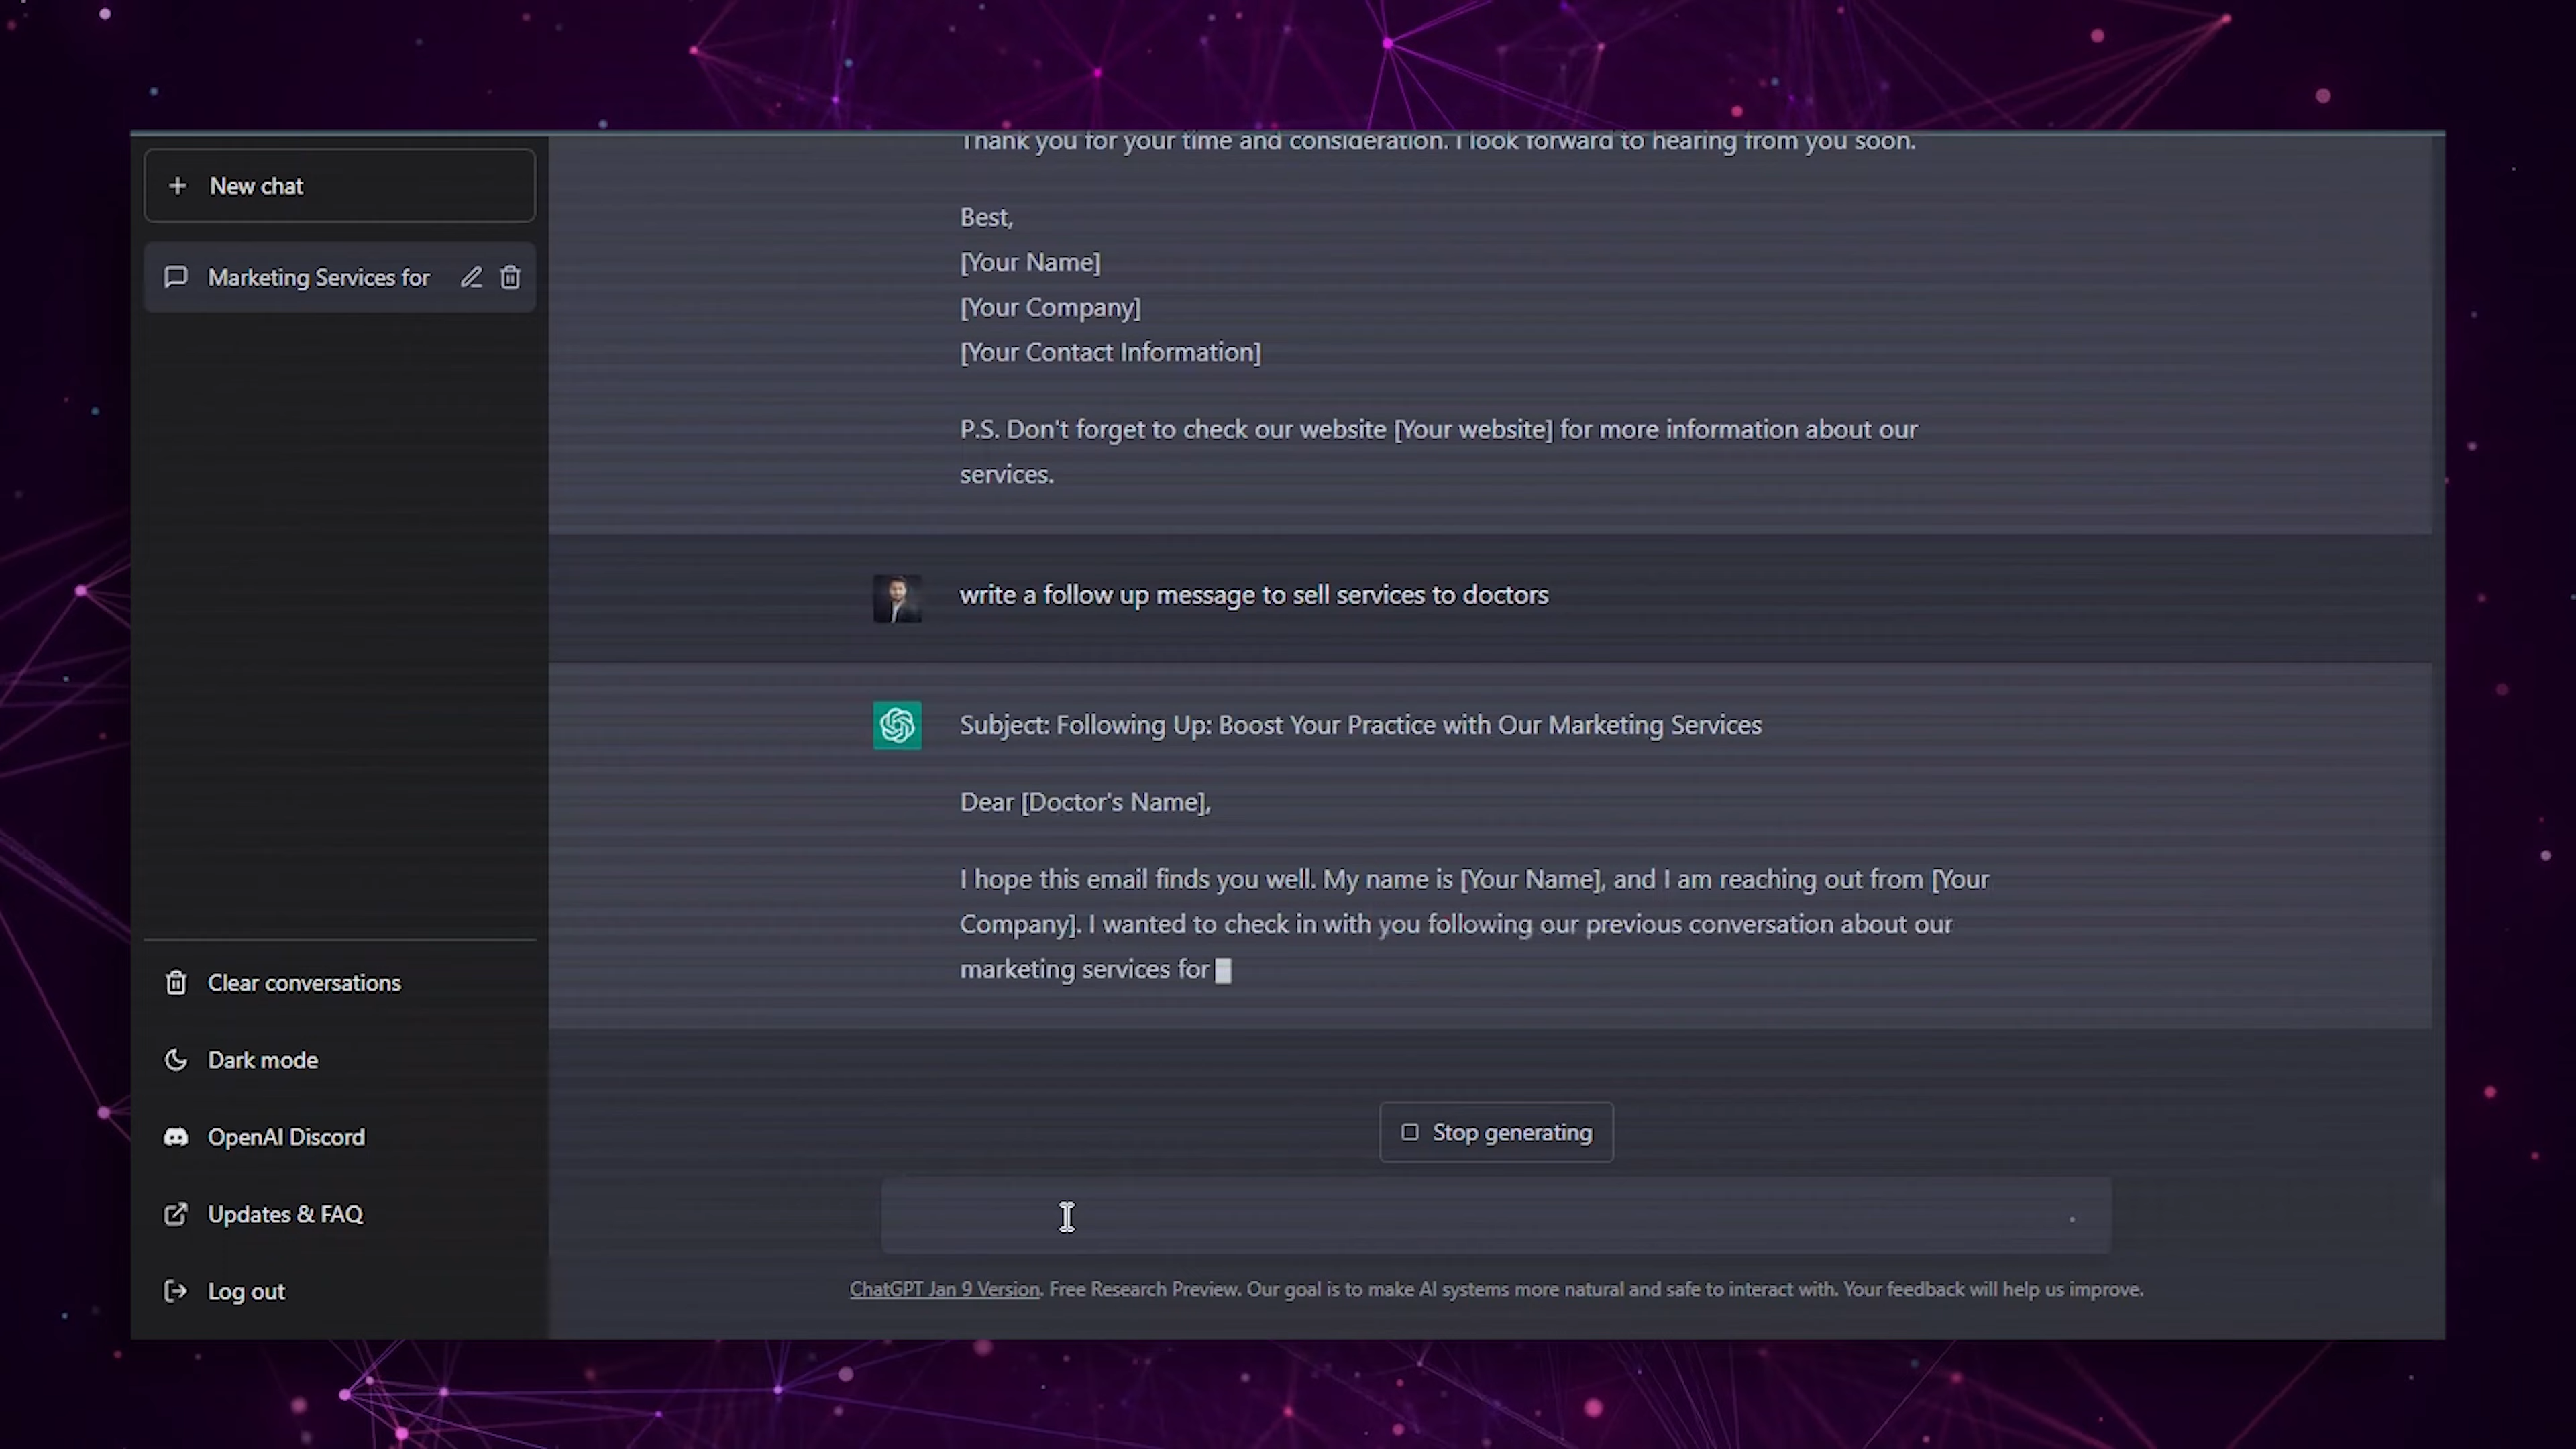 New chat
Marketing Services for
Clear conversations
Dark mode
OpenAI Discord
Updates & FAQ
Log out
Thank you for your time and consideration. I look forward to hearing from you soon.
Best,
[Your Name]
[Your Company]
[Your Contact Information]
P.S. Don't forget to check our website [Your website] for more information about our
services.
write a follow up message to sell services to doctors
Subject: Following Up: Boost Your Practice with Our Marketing Services
Dear [Doctor's Name],
I hope this email finds you well. My name is [Your Name], and I am reaching out from [Your
Company]. I wanted to check in with you following our previous conversation about our
marketing services for
Stop generating
ChatGPT Jan 9 Version. Free Research Preview. Our goal is to make AI systems more natural and safe to interact with. Your feedback will help us improve.